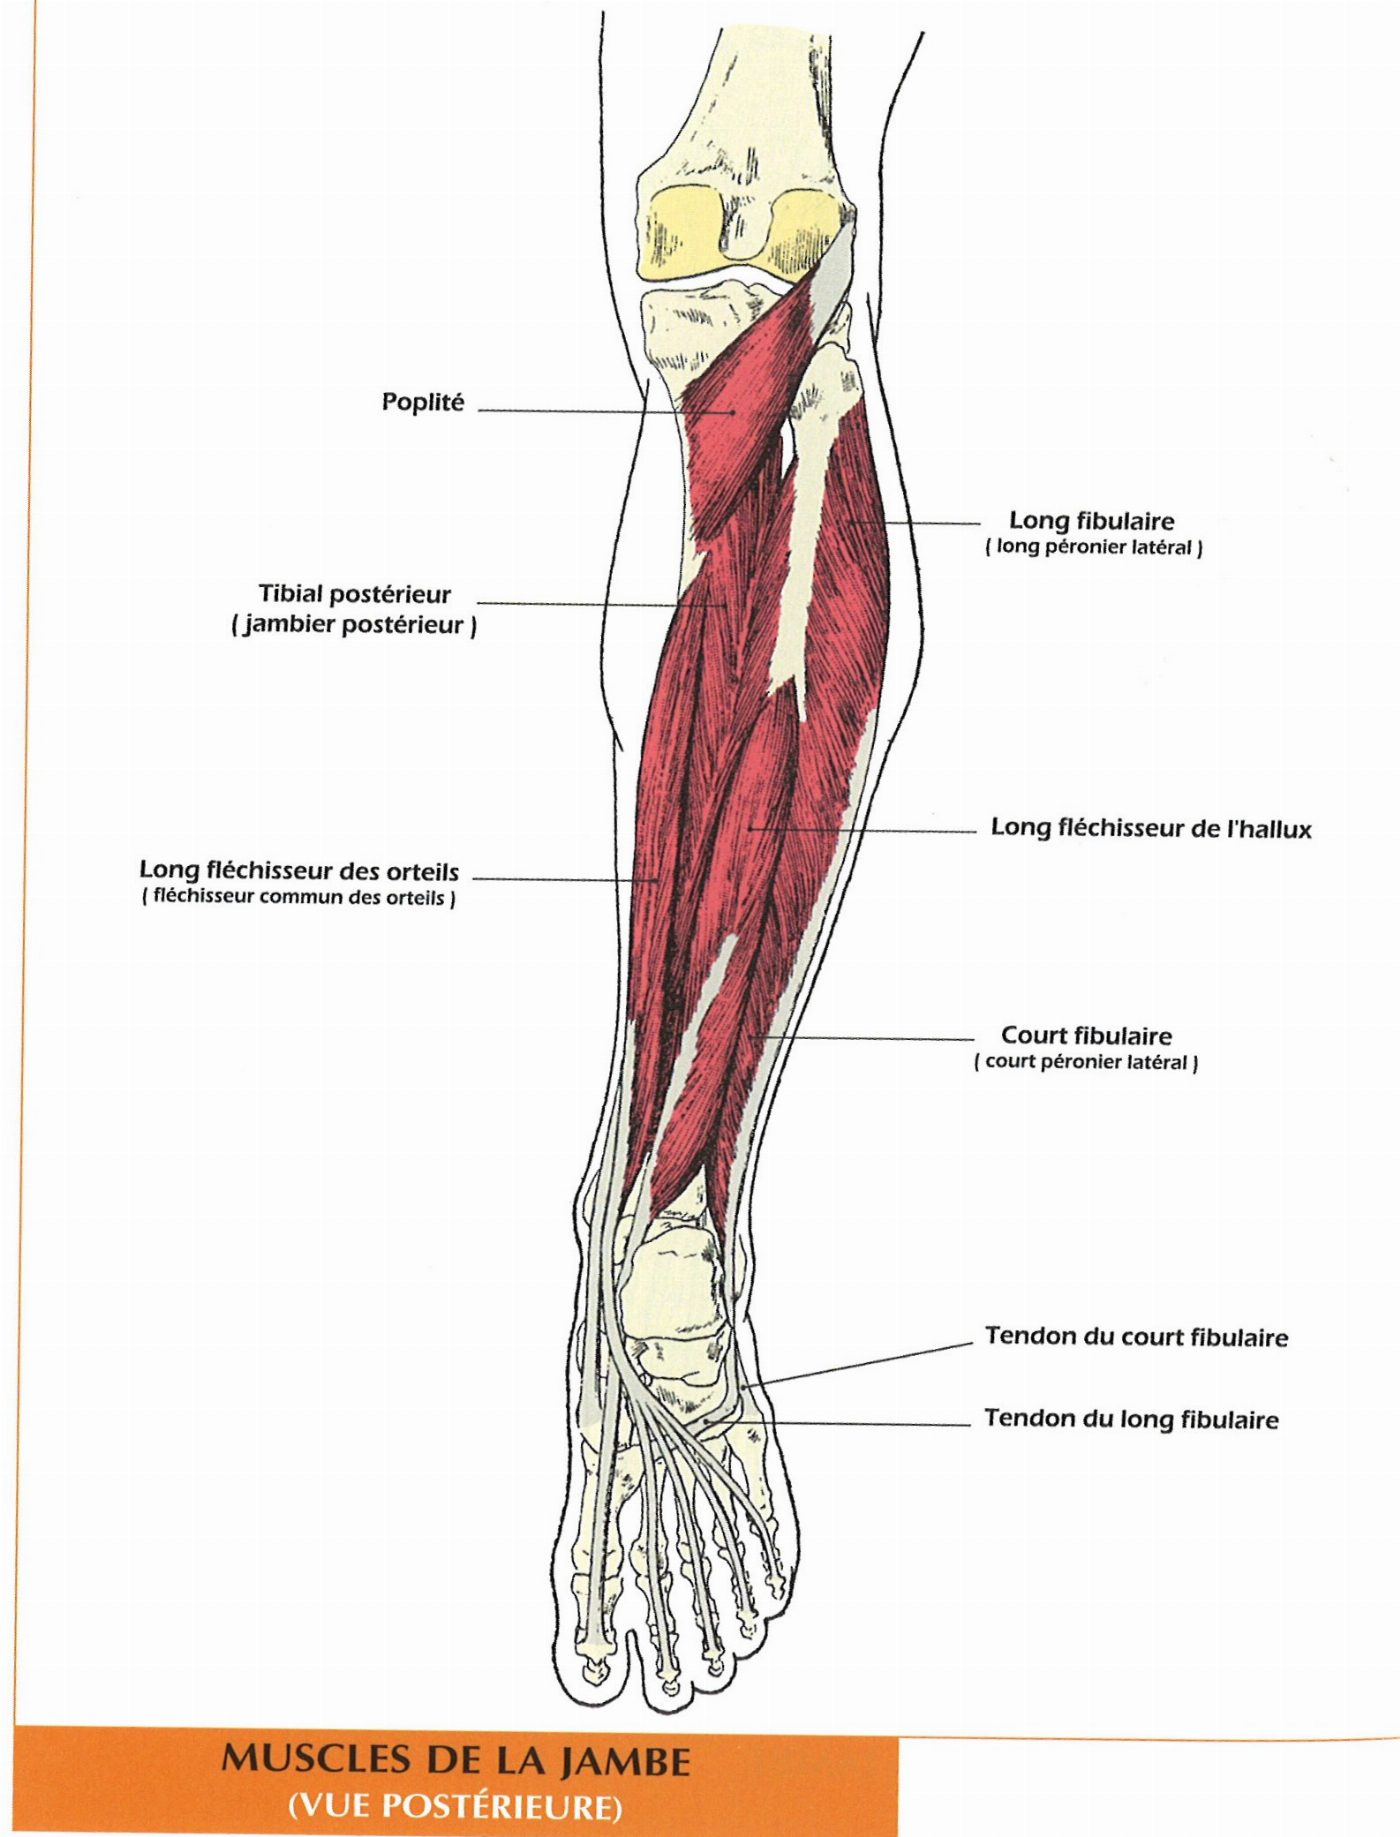 Poplité
Long fibulaire
( long péronier latéral )
Tibial postérieur
( jambier postérieur )
Long fléchisseur de l'hallux
Long fléchisseur des orteils
( fléchisseur commun des orteils )
Court fibulaire
( court péronier latéral )
Tendon du court fibulaire
Tendon du long fibulaire
MUSCLES DE LA JAMBE
(VUE POSTÉRIEURE)